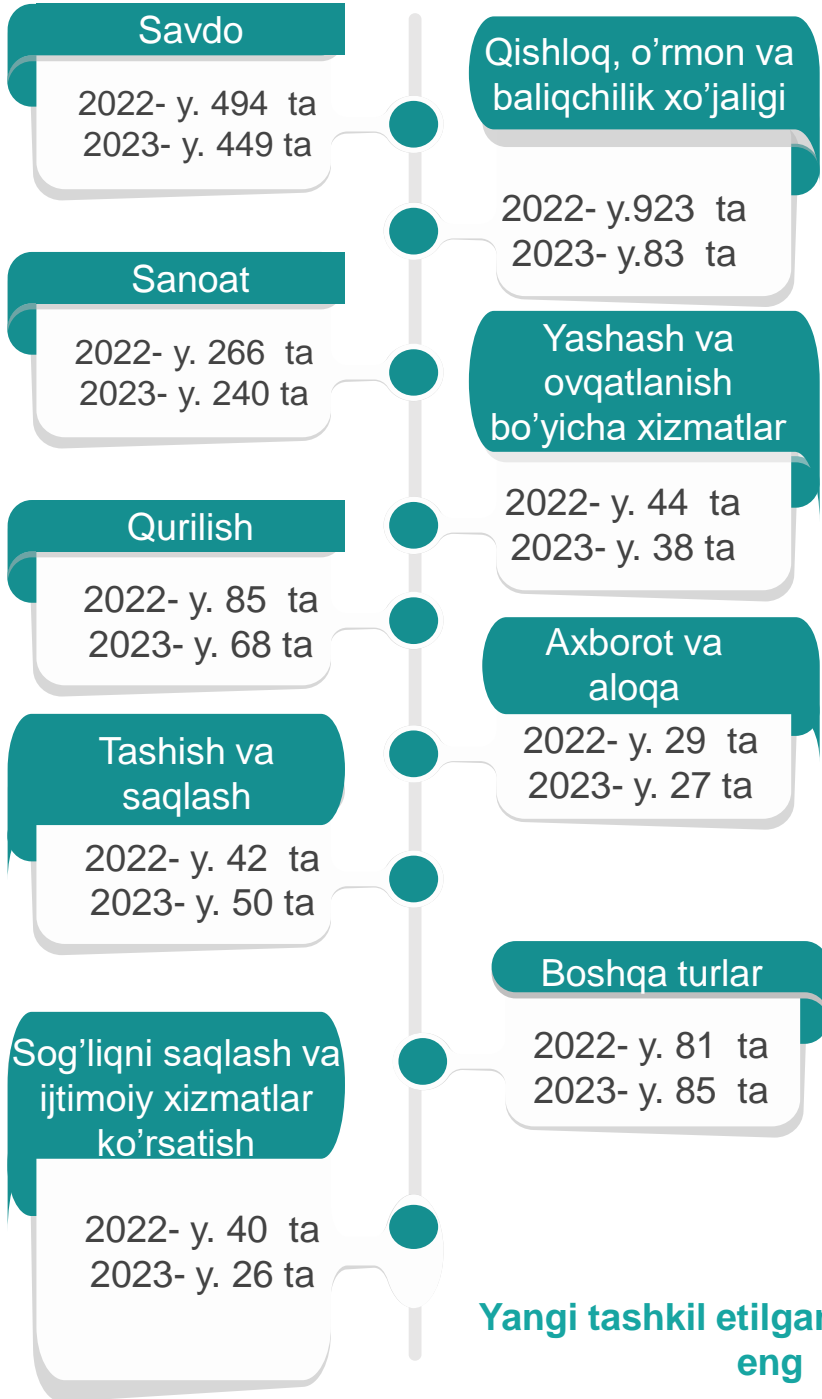 Savdo
2022- y. 494 ta
2023- y. 449 ta
Qishloq, o’rmon va
baliqchilik xo’jaligi
2022- y.923 ta
2023- y.83 ta
Sanoat
2022- y. 266 ta
2023- y. 240 ta
Yashash va
ovqatlanish
bo’yicha xizmatlar
2022- y. 44 ta
2023- y. 38 ta
Qurilish
2022- y. 85 ta
2023- y. 68 ta
Axborot va
aloqa
2022- y. 29 ta
2023- y. 27 ta
Tashish va
saqlash
2022- y. 42 ta
2023- y. 50 ta
Boshqa turlar
2022- y. 81 ta
2023- y. 85 ta
Sog’liqni saqlash va
ijtimoiy xizmatlar
ko’rsatish
2022- y. 40 ta
2023- y. 26 ta
Yangi tashkil
eng